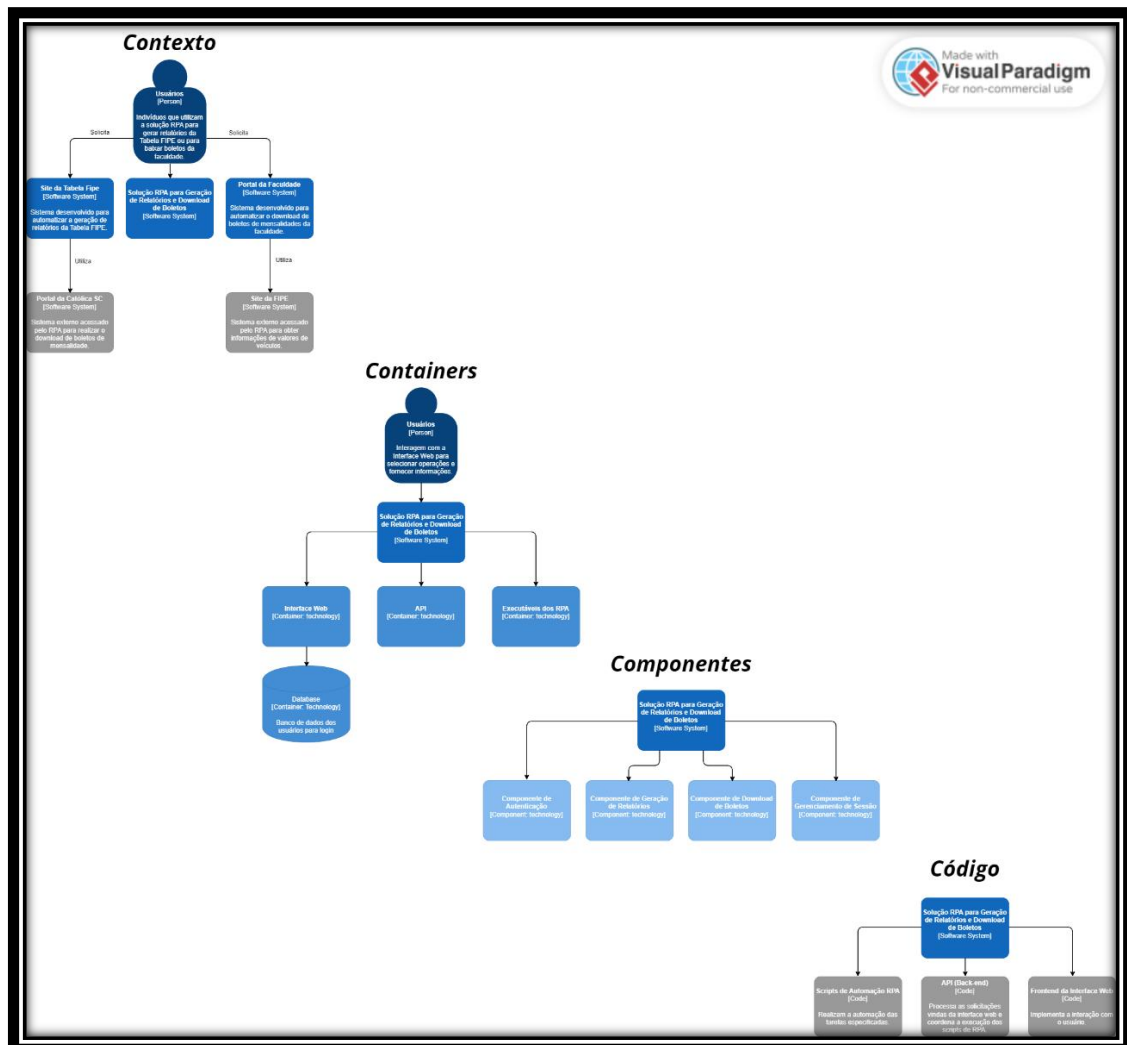 Contexto
Made with
Visual Paradigm
For non-commercial use
Usuários
[Person]
Indivíduos que utilizam
a solução RPA para
gerar relatórios da
Tabela FIPE ou para
baixar boletos da
faculdade.
Solicita
Solicita
Site da Tabela Fipe
[Software System]
Sistema desenvolvido para
automatizar a geração de
relatórios da Tabela FIPE.
Solução RPA para Geração
de Relatórios e Download
de Boletos
[Software System]
Portal da Faculdade
[Software System]
Sistema desenvolvido para
automatizar o download de
boletos de mensalidades da
faculdade.
Utiliza
Utiliza
Portal da Católica SC
[Software System]
Sistema externo acessado
pelo RPA para realizar o
download de boletos de
mensalidade.
Site da FIPE
[Software System]
Sistema externo acessado
pelo RPA para obter
informações de valores de
veículos.
Containers
Usuários
[Person]
Interagem com a
Interface Web para
selecionar operações e
fornecer informações.
Solução RPA para Geração
de Relatórios e Download
de Boletos
[Software System]
Interface Web
[Container: technology]
API
[Container: technology]
Executáveis dos RPA
[Container: technology]
Database
[Container: Technology]
Banco de dados dos
usuários para login
Componentes
Solução RPA para Geração
de Relatórios e Download
de Boletos
[Software System]
Componente de
Autenticação
[Component: technology]
Componente de Geração
de Relatórios
[Component: technology]
Componente de Download
de Boletos
[Component: technology]
Componente de
Gerenciamento de Sessão
[Component: technology]
Código
Solução RPA para Geração
de Relatórios e Download
de Boletos
[Software System]
Scripts de Automação RPA
[Code]
Realizam a automação das
tarefas especificadas.
API (Back-end)
[Code]
Processa as solicitações
vindas da interface web e
coordena a execução dos
scripts de RPA.
Frontend da Interface Web
[Code]
Implementa a interação com
o usuário.